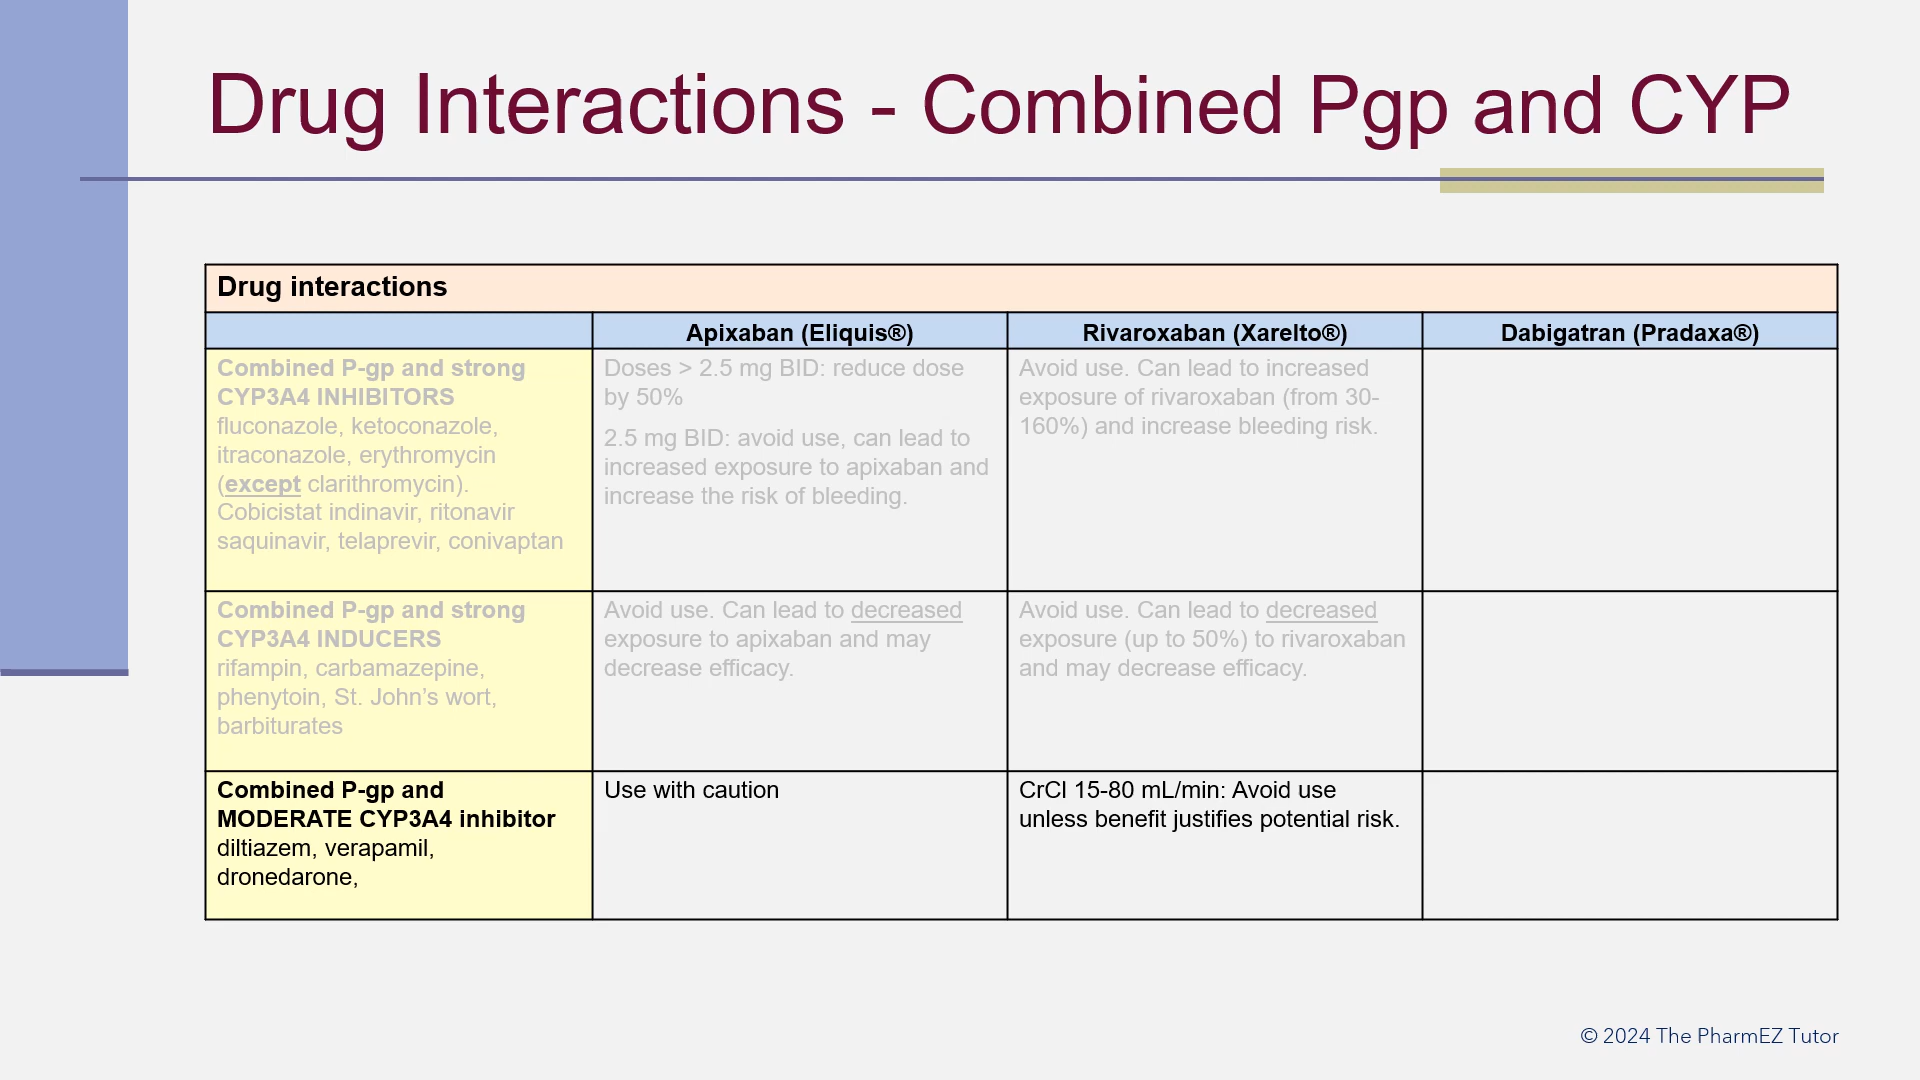 Drug Interactions - Combined Pgp and CYP
Drug interactions
Apixaban (Eliquis®)
Rivaroxaban (Xarelto®)
Dabigatran (Pradaxa®)
Combined P-gp and strong
CYP3A4 INHIBITORS
fluconazole, ketoconazole,
itraconazole, erythromycin
(except clarithromycin).
Cobicistat indinavir, ritonavir
saquinavir, telaprevir, conivaptan
Doses > 2.5 mg BID: reduce dose
by 50%
2.5 mg BID: avoid use, can lead to
increased exposure to apixaban and
increase the risk of bleeding.
Avoid use. Can lead to increased
exposure of rivaroxaban (from 30-
160%) and increase bleeding risk.
Combined P-gp and strong
CYP3A4 INDUCERS
rifampin, carbamazepine,
phenytoin, St. John’s wort,
barbiturates
Avoid use. Can lead to decreased
exposure to apixaban and may
decrease efficacy.
Avoid use. Can lead to decreased
exposure (up to 50%) to rivaroxaban
and may decrease efficacy.
Combined P-gp and
MODERATE CYP3A4 inhibitor
diltiazem, verapamil,
dronedarone,
Use with caution
CrCl 15-80 mL/min: Avoid use
unless benefit justifies potential risk.
© 2024 The PharmEZ Tutor